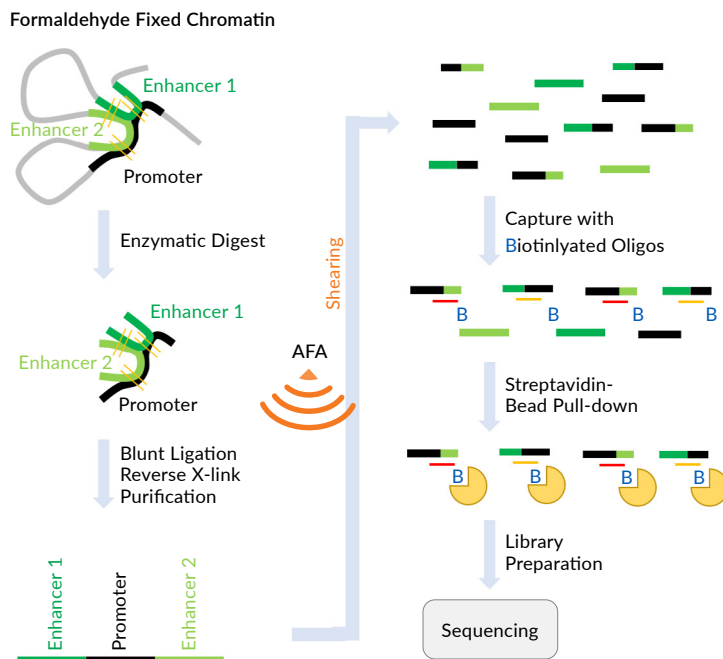 Formaldehyde Fixed Chromatin
Enhancer 1
Enhancer 2
Promoter
Enzymatic Digest
Enhancer 1
Enhancer 2
Promoter
Blunt Ligation
Reverse X-link
Purification
Enhancer 1
Promoter
Enhancer 2
AFA
Shearing
Capture with
Biotinlyated Oligos
B
B
B
B
Streptavidin-
Bead Pull-down
B
B
B
B
Library
Preparation
Sequencing